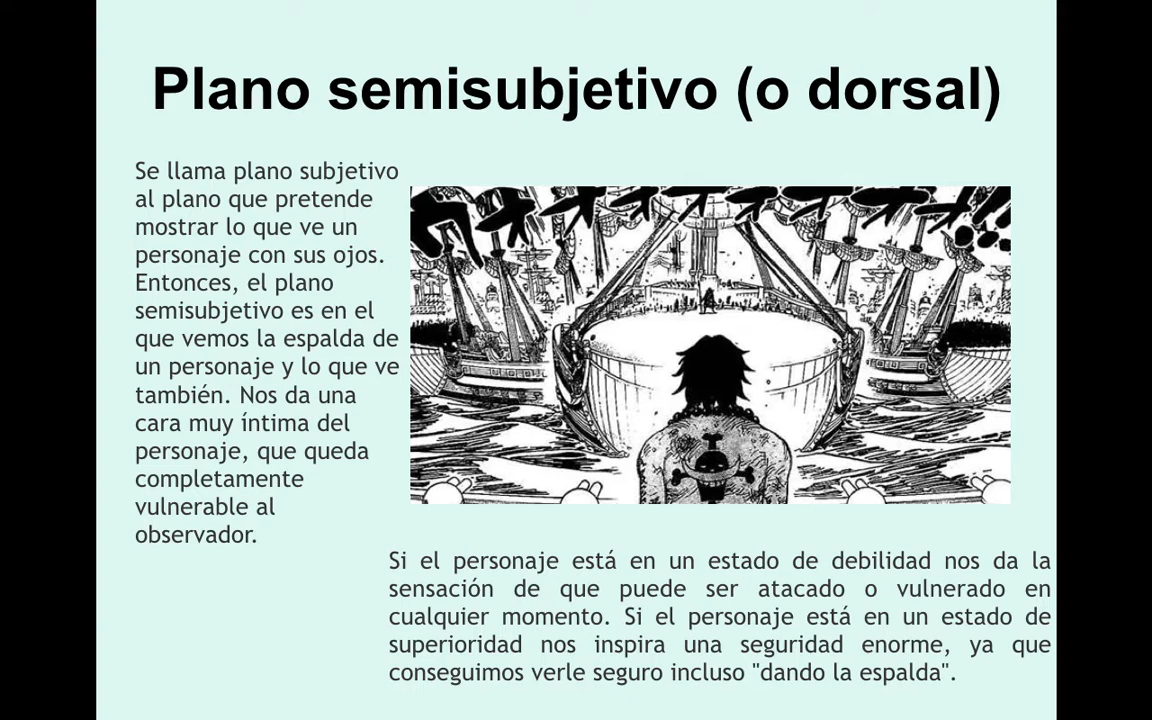 Plano semisubjetivo (o dorsal)
Se llama plano subjetivo
al plano que pretende
mostrar lo que ve un
personaje con sus ojos.
Entonces, el plano
semisubjetivo es en el
que vemos la espalda de
un personaje y lo que ve
también. Nos da una
cara muy íntima del
personaje, que queda
completamente
vulnerable al
observador.
Si el personaje está en un estado de debilidad nos da la
sensación de que puede ser atacado o vulnerado en
cualquier momento. Si el personaje está en un estado de
superioridad nos inspira una seguridad enorme, ya que
conseguimos verle seguro incluso "dando la espalda".